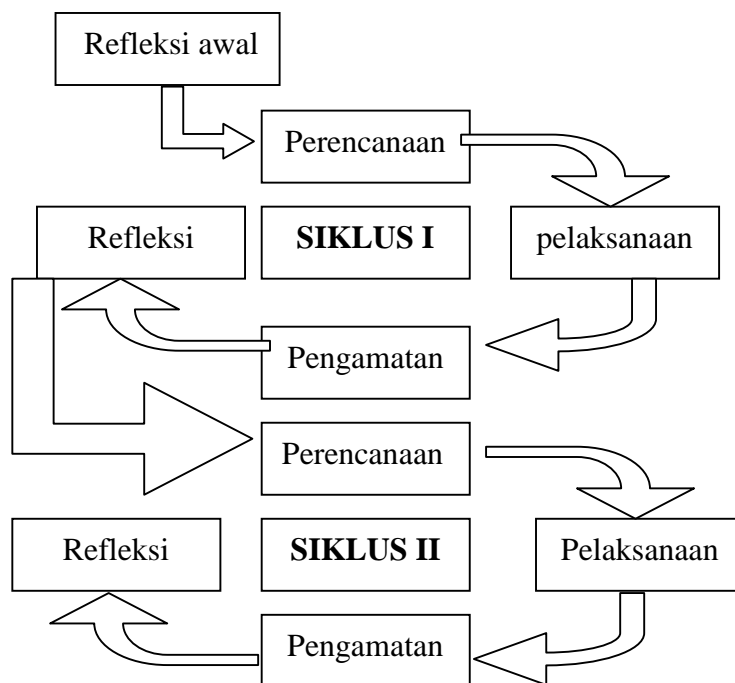 Refleksi awal
Perencanaan
Refleksi
SIKLUS I
pelaksanaan
Pengamatan
Perencanaan
Refleksi
SIKLUS II
Pelaksanaan
Pengamatan